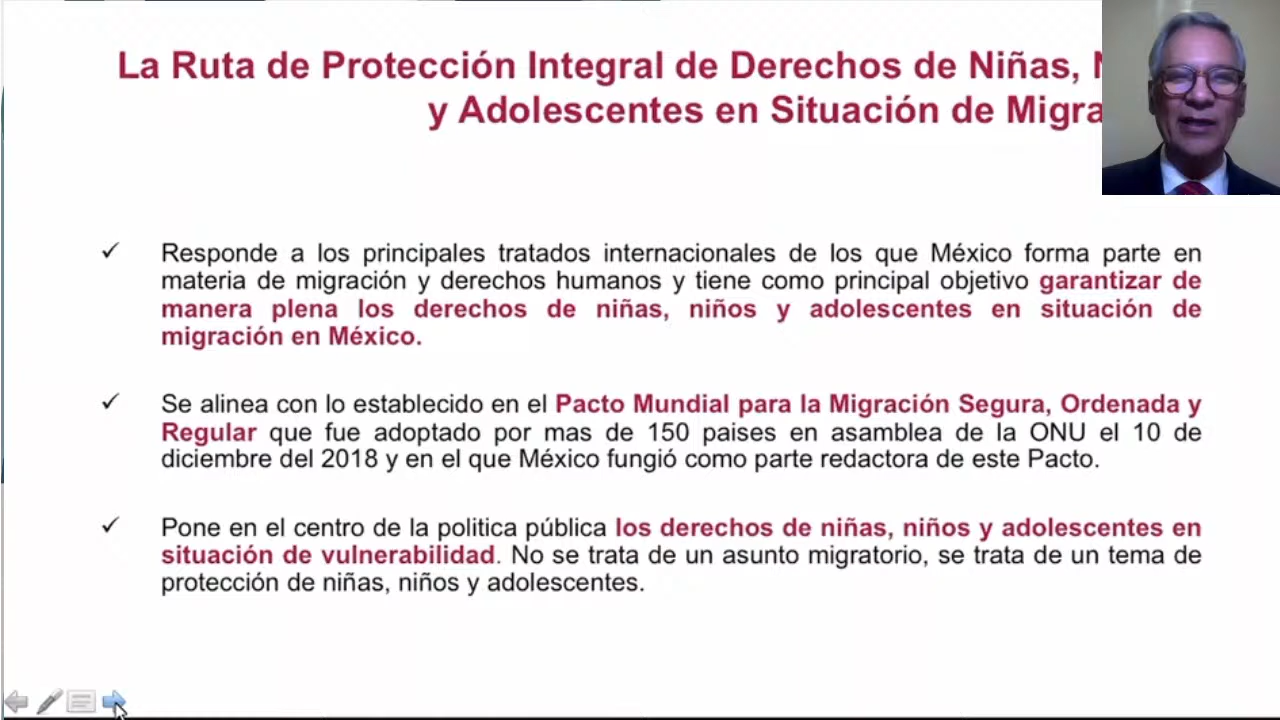 La Ruta de Protección Integral de Derechos de Niñas,
y Adolescentes en Situación de Migra
✓ Responde a los principales tratados internacionales de los que México forma parte en
materia de migración y derechos humanos y tiene como principal objetivo garantizar de
manera plena los derechos de niñas, niños y adolescentes en situación de
migración en México.
✓ Se alinea con lo establecido en el Pacto Mundial para la Migración Segura, Ordenada y
Regular que fue adoptado por mas de 150 paises en asamblea de la ONU el 10 de
diciembre del 2018 y en el que México fungió como parte redactora de este Pacto.
✓ Pone en el centro de la politica pública los derechos de niñas, niños y adolescentes en
situación de vulnerabilidad. No se trata de un asunto migratorio, se trata de un tema de
protección de niñas, niños y adolescentes.